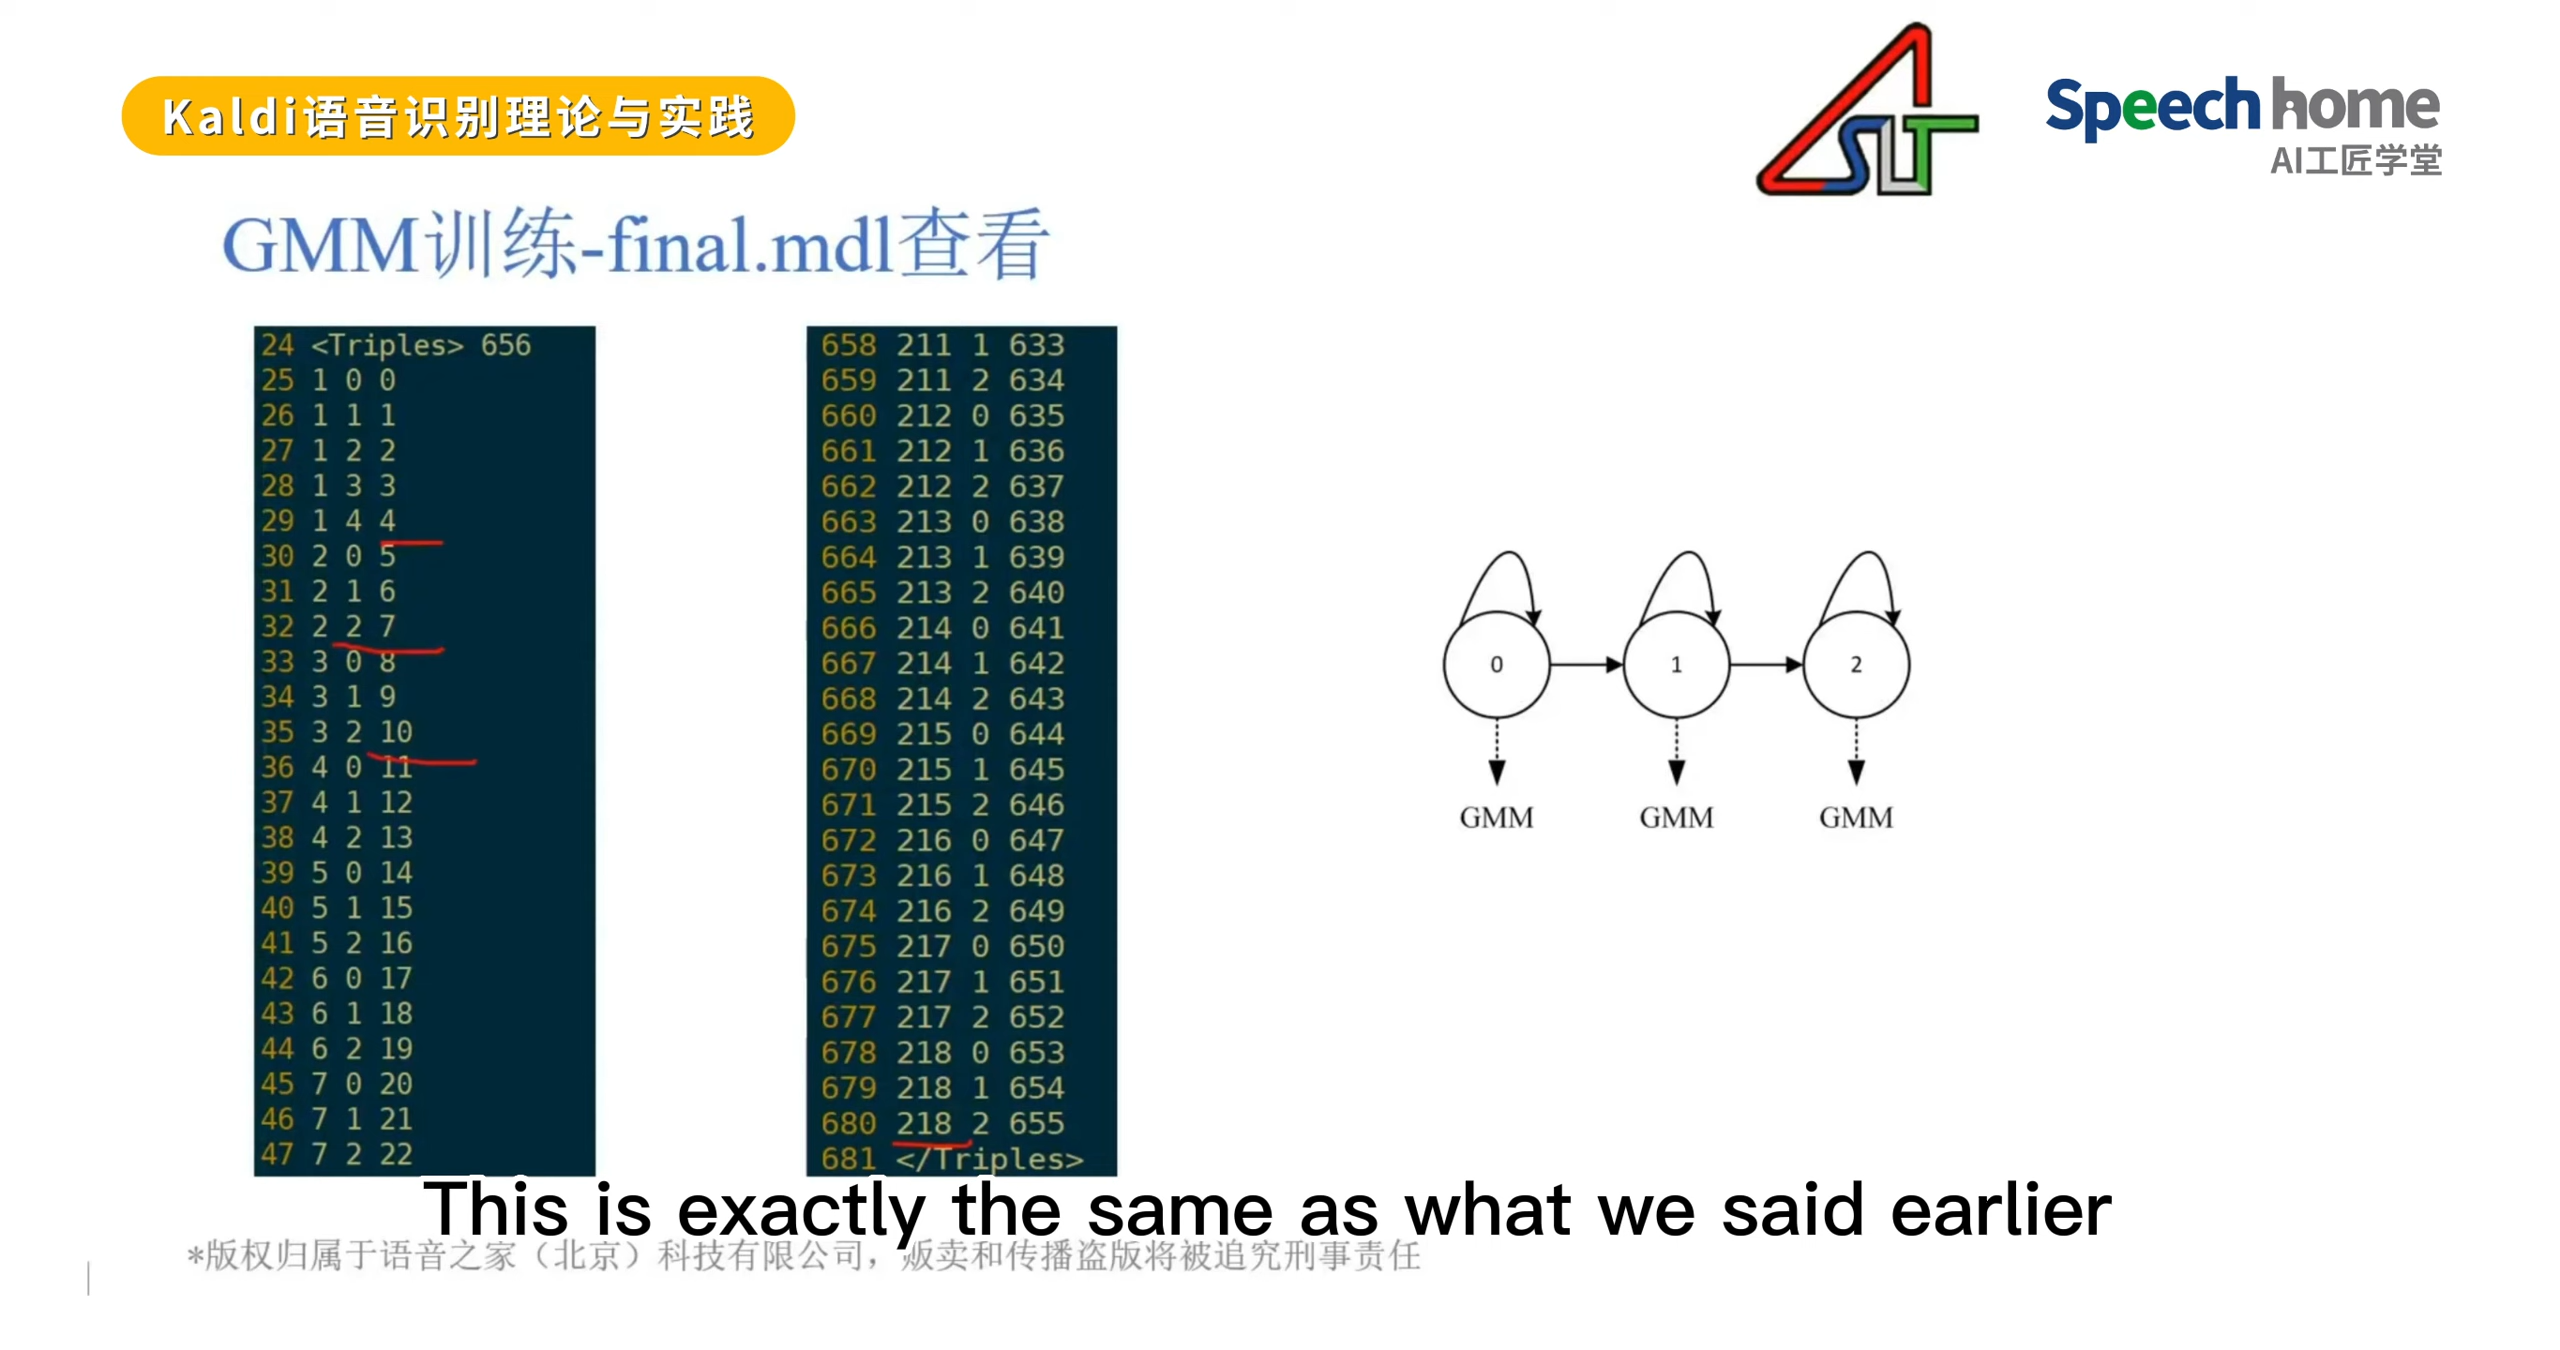 Kaldi语音识别理论与实践
SLT
Speech home
AI工匠学堂
GMM训练-final.mdl查看
24 <Triples> 656
25 1 0 0
26 1 1 1
27 1 2 2
28 1 3 3
29 1 4 4
30 2 0 5
31 2 1 6
32 2 2 7
33 3 0 8
34 3 1 9
35 3 2 10
36 4 0 11
37 4 1 12
38 4 2 13
39 5 0 14
40 5 1 15
41 5 2 16
42 6 0 17
43 6 1 18
44 6 2 19
45 7 0 20
46 7 1 21
47 7 2 22
658 211 1 633
659 211 2 634
660 212 0 635
661 212 1 636
662 212 2 637
663 213 0 638
664 213 1 639
665 213 2 640
666 214 0 641
667 214 1 642
668 214 2 643
669 215 0 644
670 215 1 645
671 215 2 646
672 216 0 647
673 216 1 648
674 216 2 649
675 217 0 650
676 217 1 651
677 217 2 652
678 218 0 653
679 218 1 654
680 218 2 655
681 </Triples>
0 1 2
GMM GMM GMM
This is exactly the same as what we said earlier
*版权归属于语音之家（北京）科技有限公司，贩卖和传播盗版将被追究刑事责任